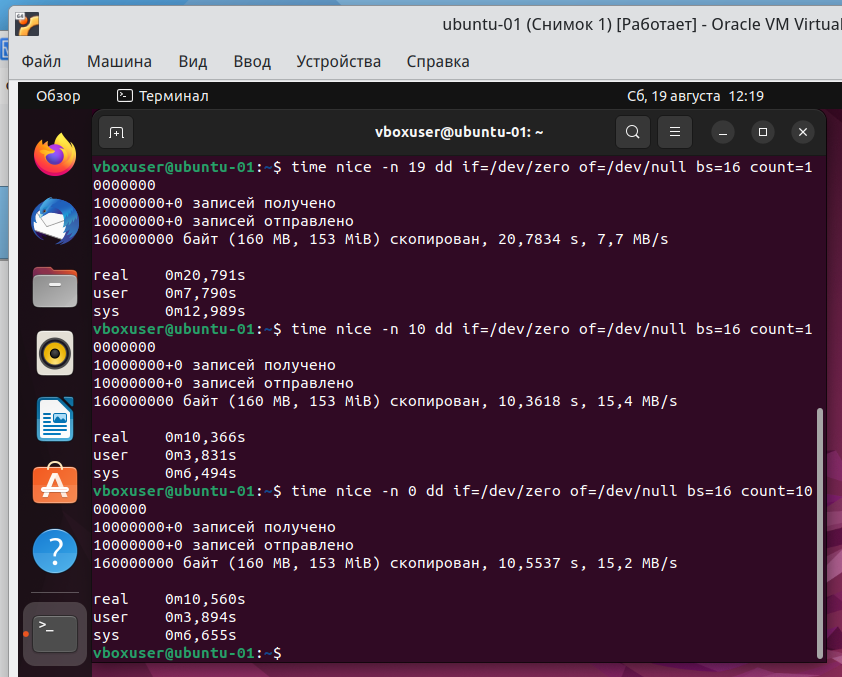 ubuntu-01 (Снимок 1) [Работает] - Oracle VM Virtual
Файл Машина Вид Ввод Устройства Справка
Обзор Терминал Сб, 19 августа 12:19
vboxuser@ubuntu-01: ~
vboxuser@ubuntu-01:~$ time nice -n 19 dd if=/dev/zero of=/dev/null bs=16 count=1
0000000
10000000+0 записей получено
10000000+0 записей отправлено
160000000 байт (160 MB, 153 MiB) скопирован, 20,7834 s, 7,7 MB/s
real 0m20,791s
user 0m7,790s
sys 0m12,989s
vboxuser@ubuntu-01:~$ time nice -n 10 dd if=/dev/zero of=/dev/null bs=16 count=1
0000000
10000000+0 записей получено
10000000+0 записей отправлено
160000000 байт (160 MB, 153 MiB) скопирован, 10,3618 s, 15,4 MB/s
real 0m10,366s
user 0m3,831s
sys 0m6,494s
vboxuser@ubuntu-01:~$ time nice -n 0 dd if=/dev/zero of=/dev/null bs=16 count=10
000000
10000000+0 записей получено
10000000+0 записей отправлено
160000000 байт (160 MB, 153 MiB) скопирован, 10,5537 s, 15,2 MB/s
real 0m10,560s
user 0m3,894s
sys 0m6,655s
vboxuser@ubuntu-01:~$